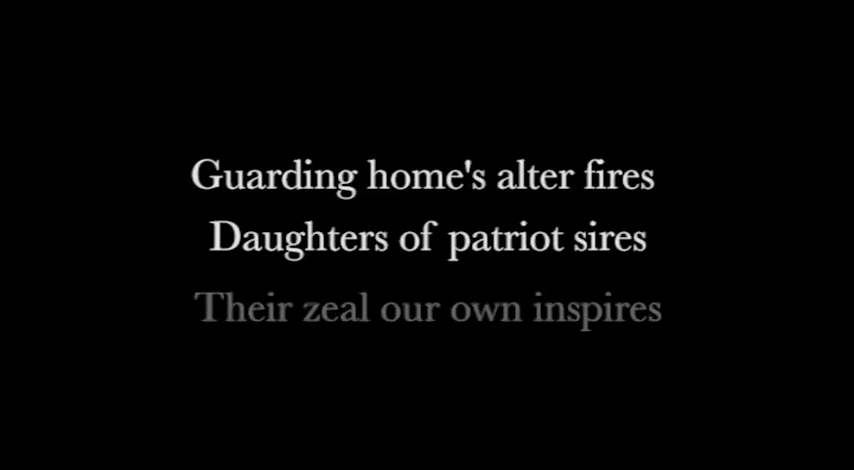 Guarding home's alter fires
Daughters of patriot sires
Their zeal our own inspires